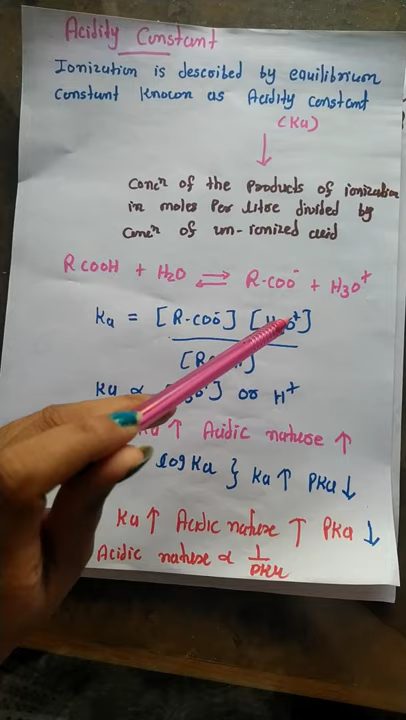 Acidity Constant
Ionization is described by equilibrium
Constant known as Acidity constant
(Ka)
↓
Concn of the Products of ionization
in moles Per litre divided by
Concn of un-ionized acid
RCOOH + H2O ⇌ R-COO⁻ + H3O⁺
Ka = [R-COO⁻] [H O⁺]
Ka ∝ ] or H⁺
↑ Acidic nature ↑
log Ka } Ka ↑ PKa ↓
Ka ↑ Acidic nature ↑ PKa ↓
Acidic nature ∝ 1/PKa